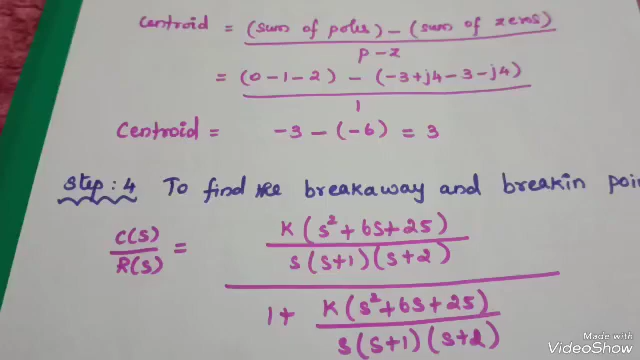 Centroid = (sum of poles) - (sum of zeros) / p-z
= (0-1-2) - (-3+j4-3-j4) / 1
Centroid = -3-(-6) = 3
Step:4 To find the breakaway and breakin poin
C(s)/R(s) = K(s²+6s+25) / s(s+1)(s+2)
1+ K(s²+6s+25) / s(s+1)(s+2)
Made with
VideoShow